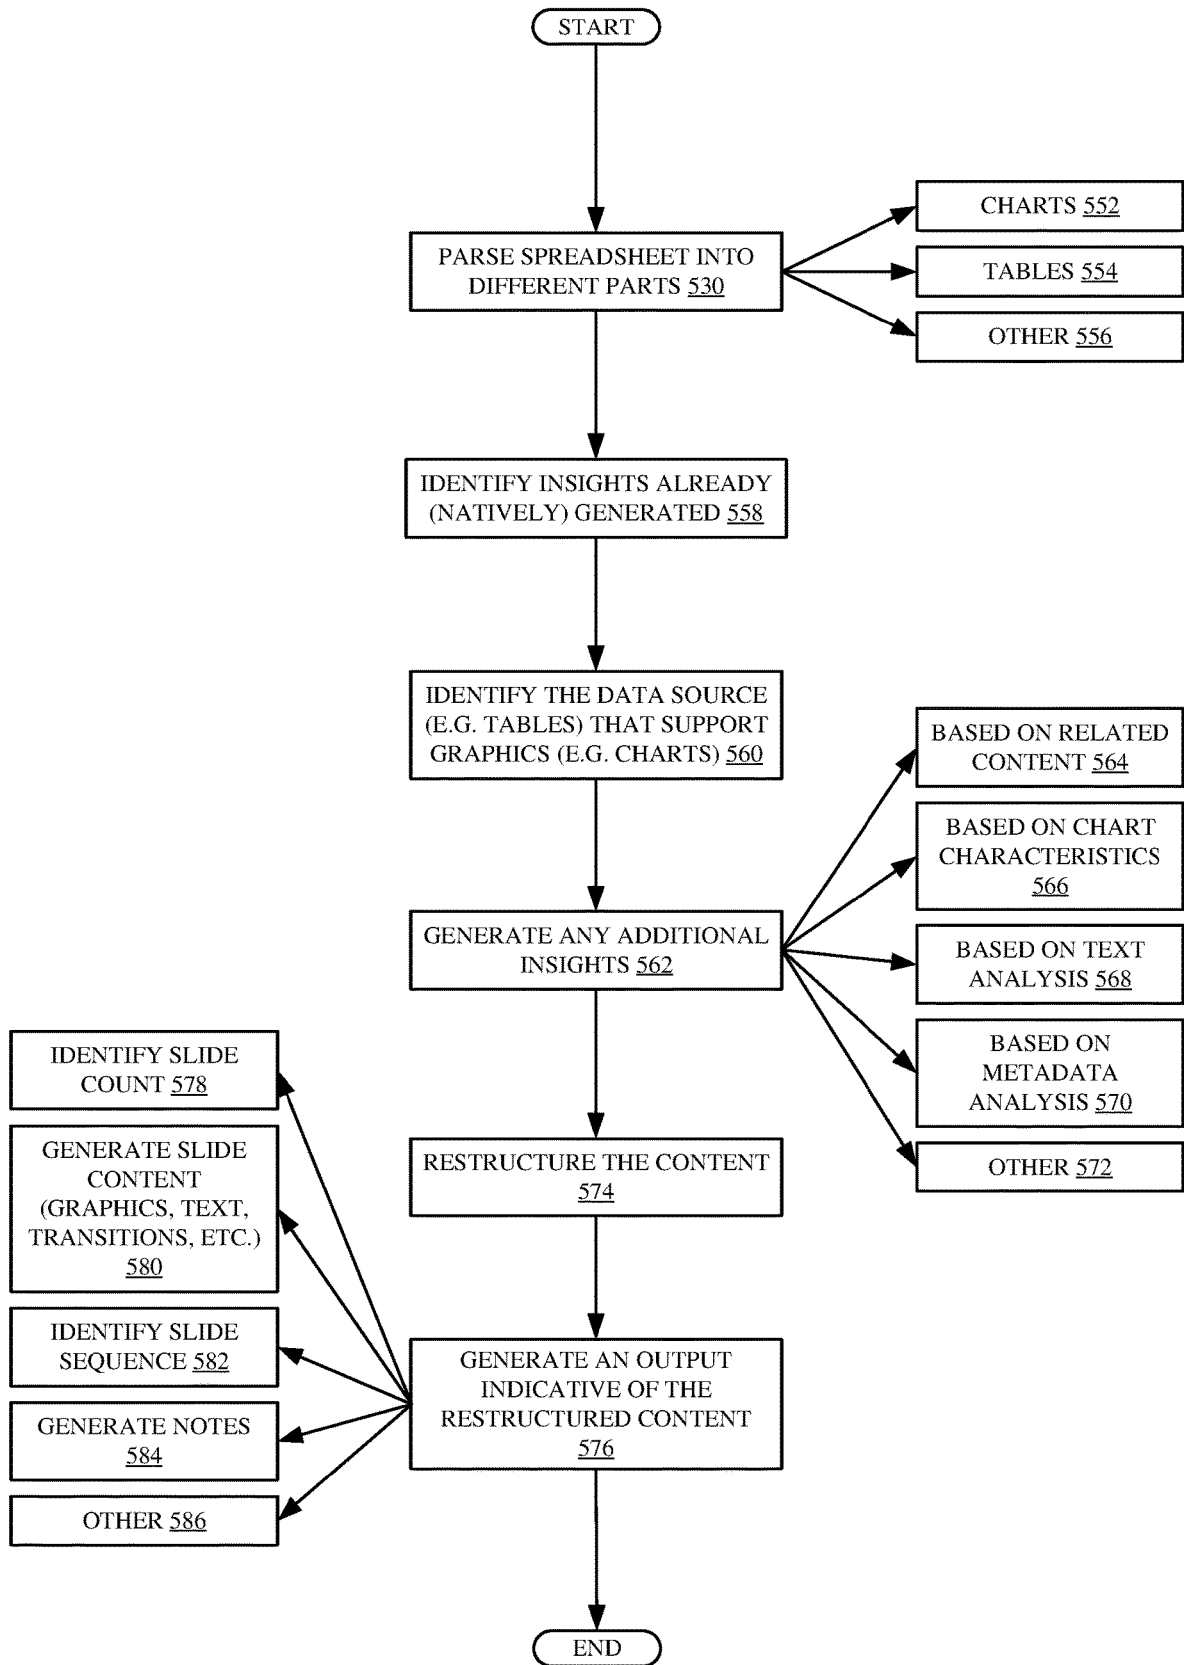 START
PARSE SPREADSHEET INTO
DIFFERENT PARTS 530
CHARTS 552
TABLES 554
OTHER 556
IDENTIFY INSIGHTS ALREADY
(NATIVELY) GENERATED 558
IDENTIFY THE DATA SOURCE
(E.G. TABLES) THAT SUPPORT
GRAPHICS (E.G. CHARTS) 560
GENERATE ANY ADDITIONAL
INSIGHTS 562
BASED ON RELATED
CONTENT 564
BASED ON CHART
CHARACTERISTICS
566
BASED ON TEXT
ANALYSIS 568
BASED ON
METADATA
ANALYSIS 570
OTHER 572
RESTRUCTURE THE CONTENT
574
GENERATE AN OUTPUT
INDICATIVE OF THE
RESTRUCTURED CONTENT
576
IDENTIFY SLIDE
COUNT 578
GENERATE SLIDE
CONTENT
(GRAPHICS, TEXT,
TRANSITIONS, ETC.)
580
IDENTIFY SLIDE
SEQUENCE 582
GENERATE NOTES
584
OTHER 586
END